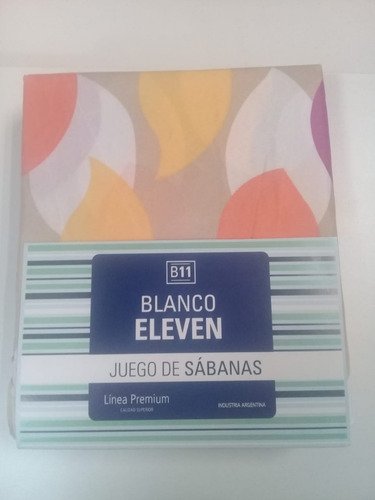 B11
BLANCO
ELEVEN
JUEGO DE SÁBANAS
Línea Premium
CALIDAD SUPERIOR
INDUSTRIA ARGENTINA